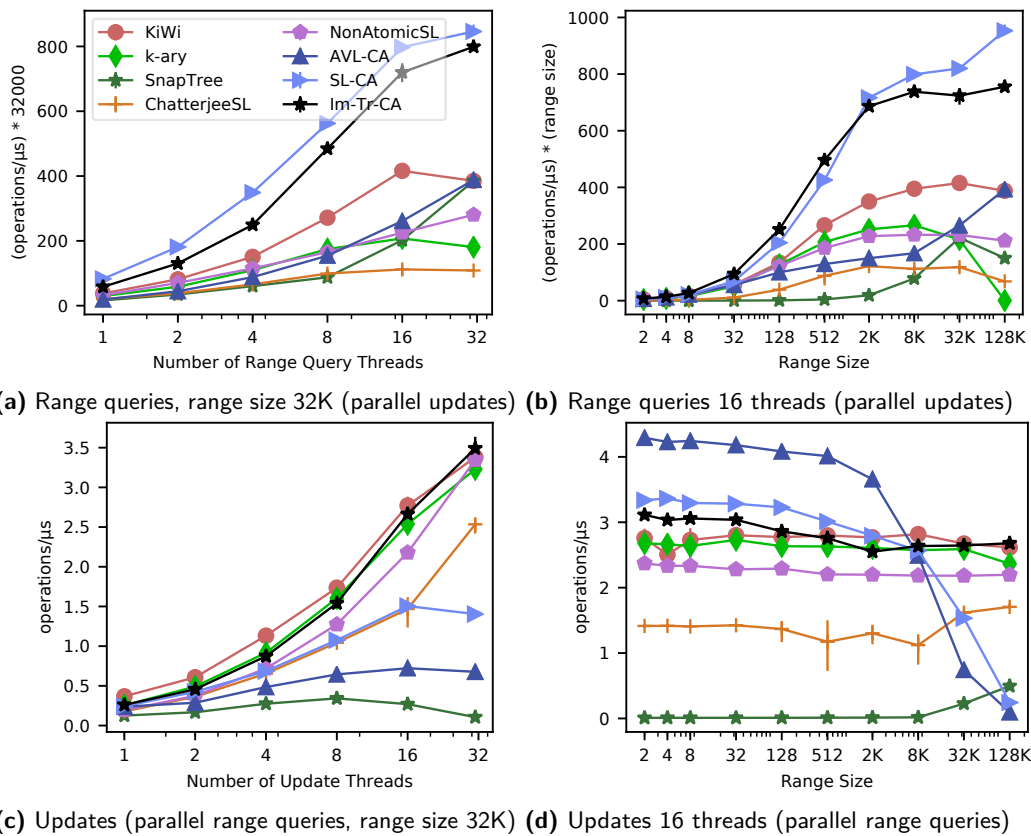 KiWi
k-ary
SnapTree
ChatterjeeSL
NonAtomicSL
AVL-CA
SL-CA
Im-Tr-CA
(operations/µs) * 32000
800
600
400
200
0
1 2 4 8 16 32
Number of Range Query Threads
(operations/µs) * (range size)
1000
800
600
400
200
0
2 4 8 32 128 512 2K 8K 32K 128K
Range Size
(a) Range queries, range size 32K (parallel updates) (b) Range queries 16 threads (parallel updates)
operations/µs
3.5
3.0
2.5
2.0
1.5
1.0
0.5
0.0
1 2 4 8 16 32
Number of Update Threads
operations/µs
4
3
2
1
0
2 4 8 32 128 512 2K 8K 32K 128K
Range Size
(c) Updates (parallel range queries, range size 32K) (d) Updates 16 threads (parallel range queries)